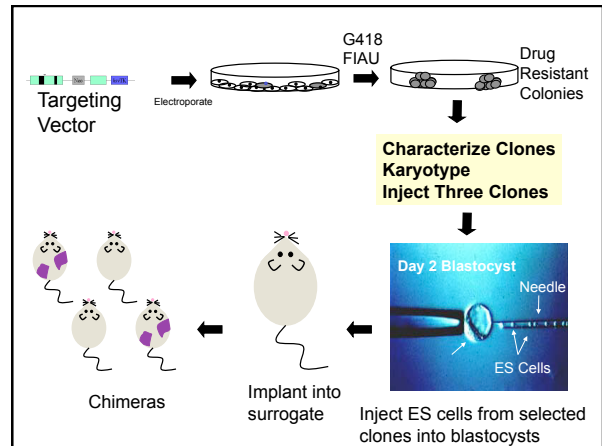 Neo
Targeting
Vector
Electroporate
G418
FIAU
Drug
Resistant
Colonies
Characterize Clones
Karyotype
Inject Three Clones
Day 2 Blastocyst
Needle
ES Cells
Inject ES cells from selected
clones into blastocysts
Implant into
surrogate
Chimeras